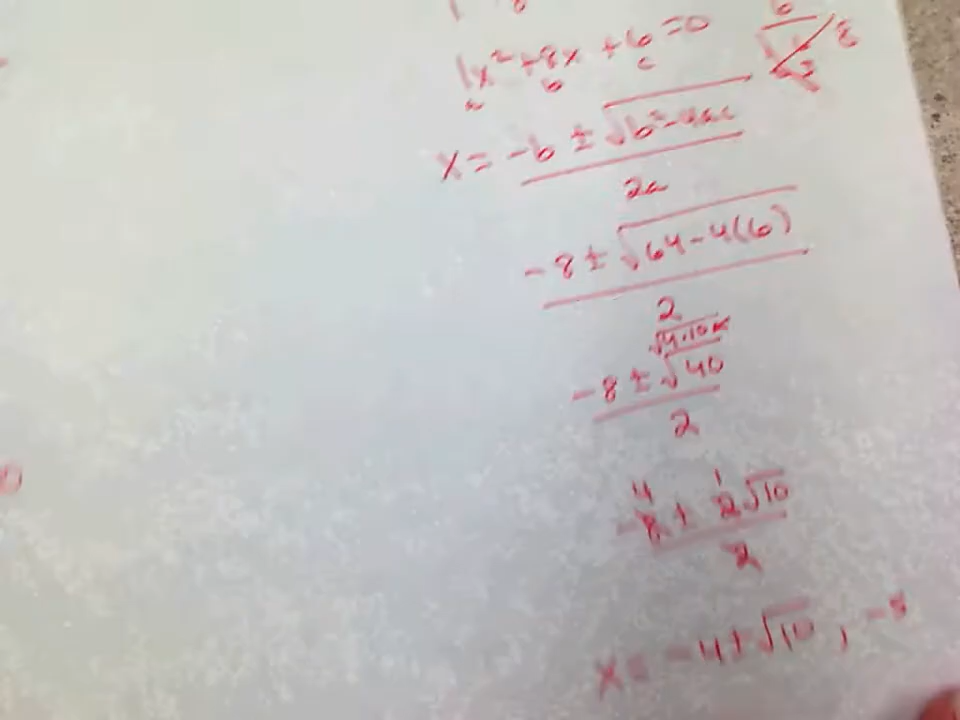 1x² + 8x + 6 = 0
a b c
x = -b ± √b²-4ac
2a
-8 ± √64-4(6)
2
√4·10
-8 ± √40
2
4 1
-8 ± 2√10
2
x = -4 ± √10 ,